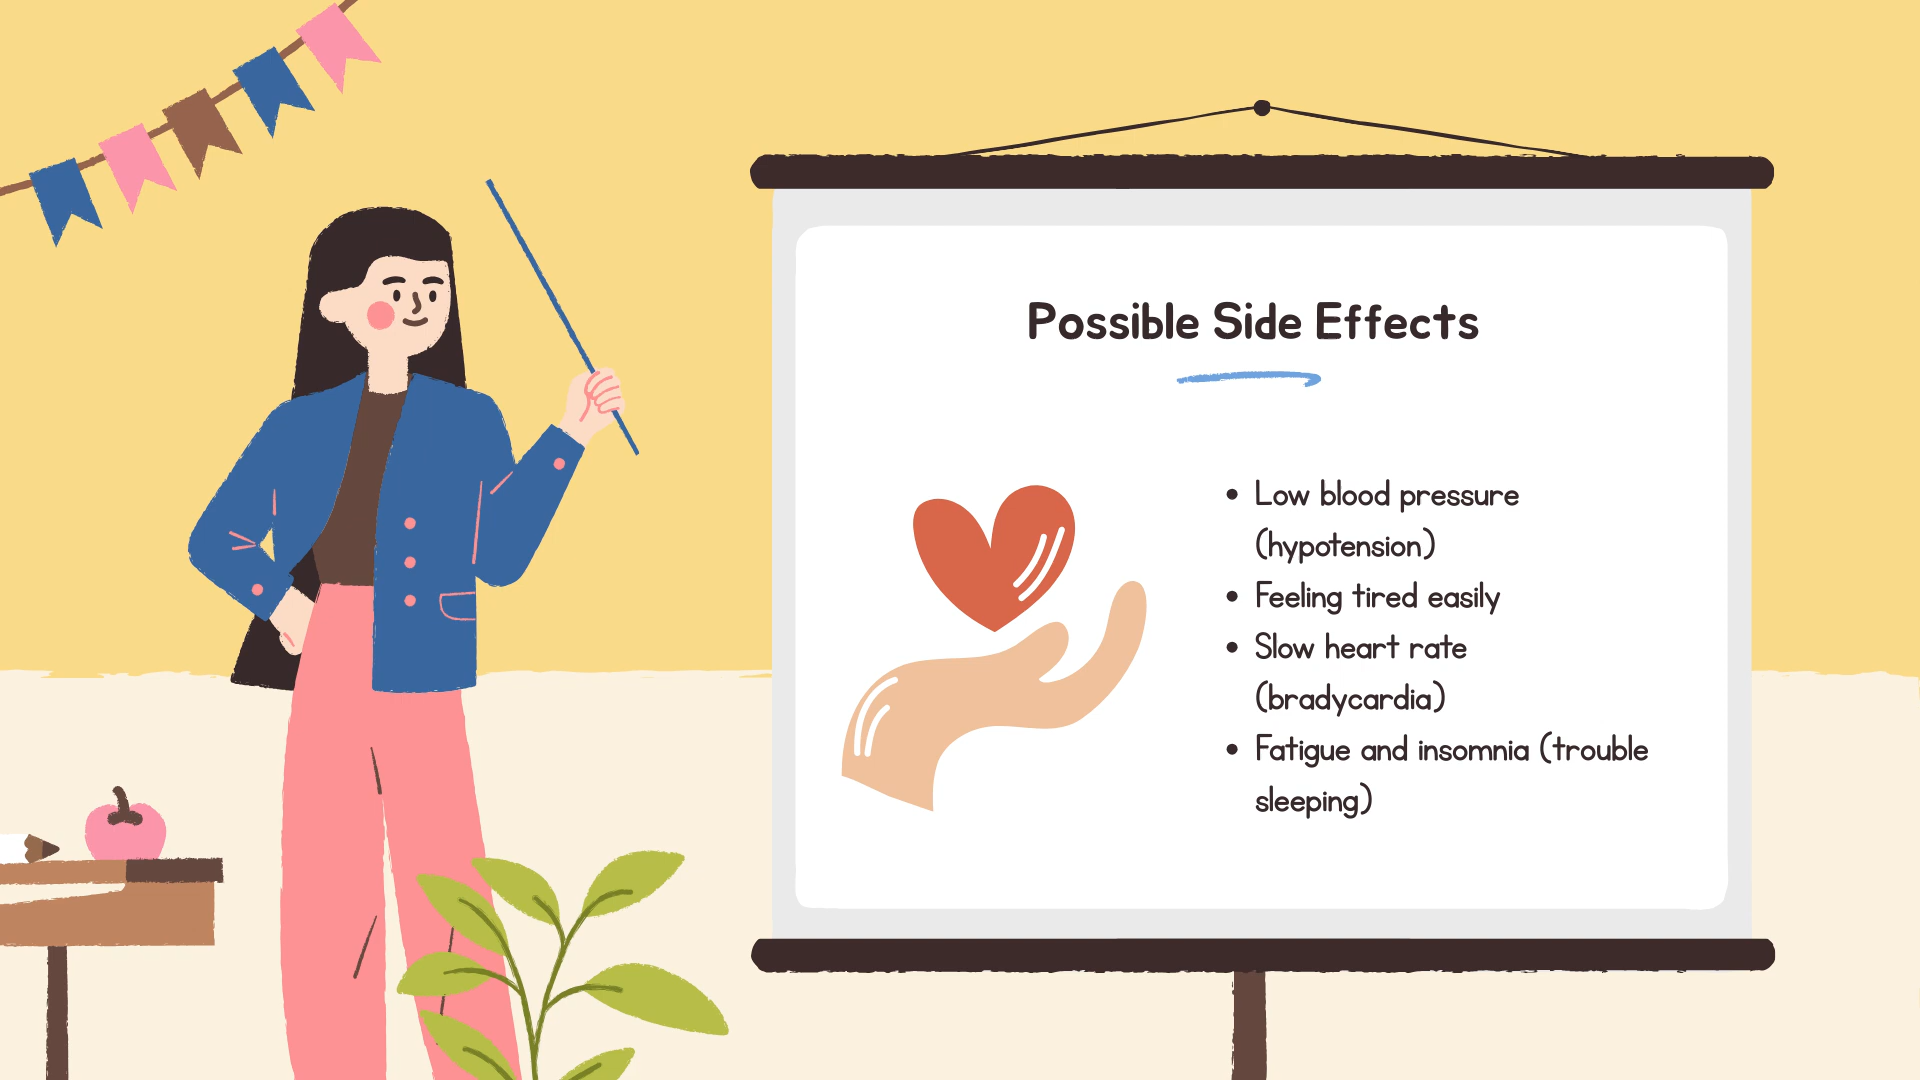 Possible Side Effects
• Low blood pressure
(hypotension)
• Feeling tired easily
• Slow heart rate
(bradycardia)
• Fatigue and insomnia (trouble
sleeping)